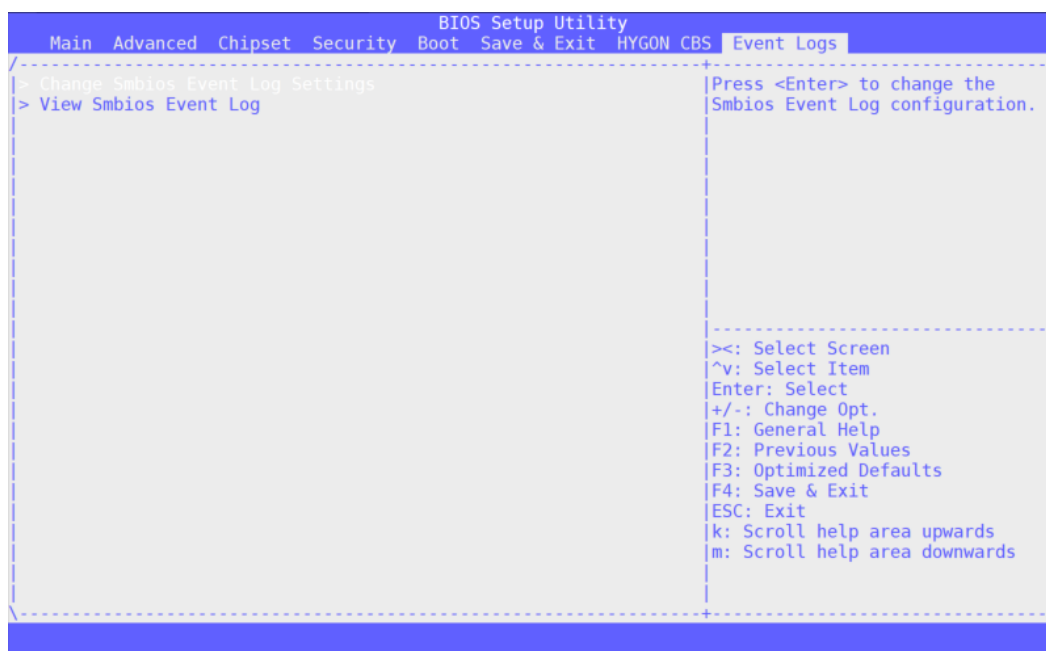 BIOS Setup Utility
Main Advanced Chipset Security Boot Save & Exit HYGON CBS Event Logs
> Change Smbios Event Log Settings
> View Smbios Event Log
Press <Enter> to change the
Smbios Event Log configuration.
><: Select Screen
^v: Select Item
Enter: Select
+/-: Change Opt.
F1: General Help
F2: Previous Values
F3: Optimized Defaults
F4: Save & Exit
ESC: Exit
k: Scroll help area upwards
m: Scroll help area downwards